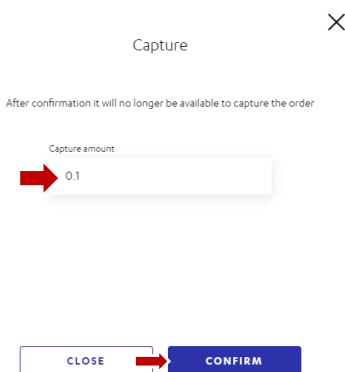 Capture
After confirmation it will no longer be available to capture the order
Capture amount
0.1
CLOSE CONFIRM